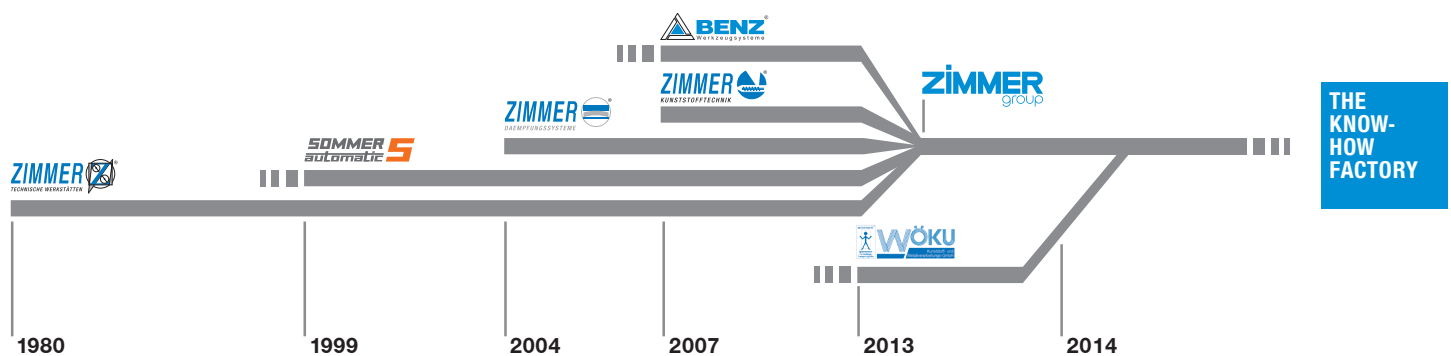 BENZ®
Werkzeugsysteme
ZIMMER®
KUNSTSTOFFTECHNIK
ZIMMER
group
ZIMMER®
DAEMPFUNGSSYSTEME
SOMMER
automatic
ZIMMER®
TECHNISCHE WERKSTÄTTEN
WÖKU
THE
KNOW-
HOW
FACTORY
1980
1999
2004
2007
2013
2014